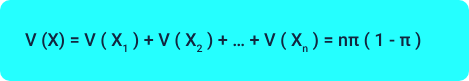 V (X) = V ( X₁ ) + V ( X₂ ) + ... + V ( Xₙ ) = nπ ( 1 - π )